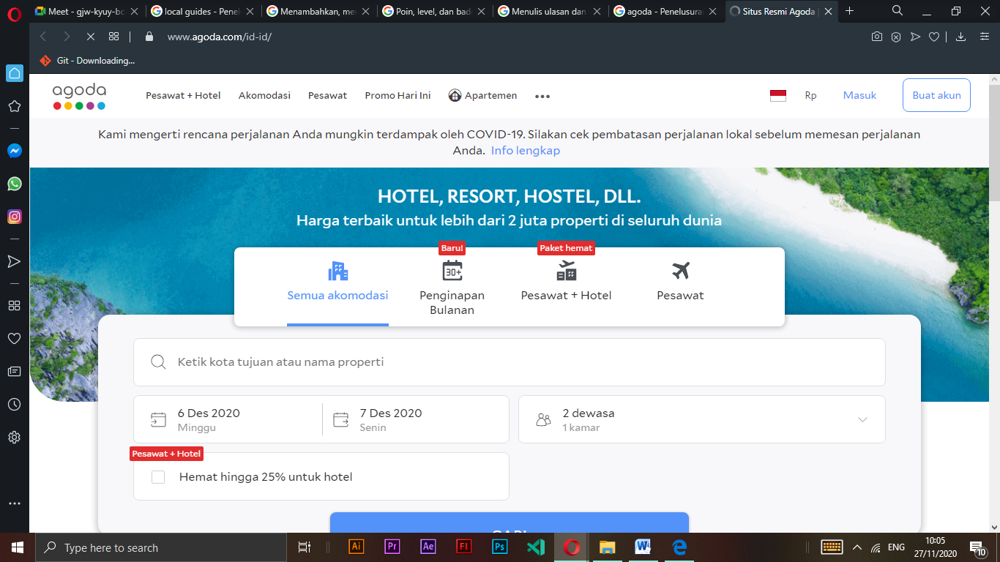 Meet - gjw-kyuy-bc
local guides - Penel
Menambahkan, me
Poin, level, dan bad
Menulis ulasan dan
agoda - Penelusura
Situs Resmi Agoda |
www.agoda.com/id-id/
Git - Downloading...
agoda
Pesawat + Hotel
Akomodasi
Pesawat
Promo Hari Ini
Apartemen
Rp
Masuk
Buat akun
Kami mengerti rencana perjalanan Anda mungkin terdampak oleh COVID-19. Silakan cek pembatasan perjalanan lokal sebelum memesan perjalanan
Anda. Info lengkap
HOTEL, RESORT, HOSTEL, DLL.
Harga terbaik untuk lebih dari 2 juta properti di seluruh dunia
Baru!
Paket hemat
30+
Semua akomodasi
Penginapan
Bulanan
Pesawat + Hotel
Pesawat
Ketik kota tujuan atau nama properti
6 Des 2020
Minggu
7 Des 2020
Senin
2 dewasa
1 kamar
Pesawat + Hotel
Hemat hingga 25% untuk hotel
CARI
Type here to search
Ai
Pr
Ae
Fl
Ps
W
ENG
10:05
27/11/2020
10